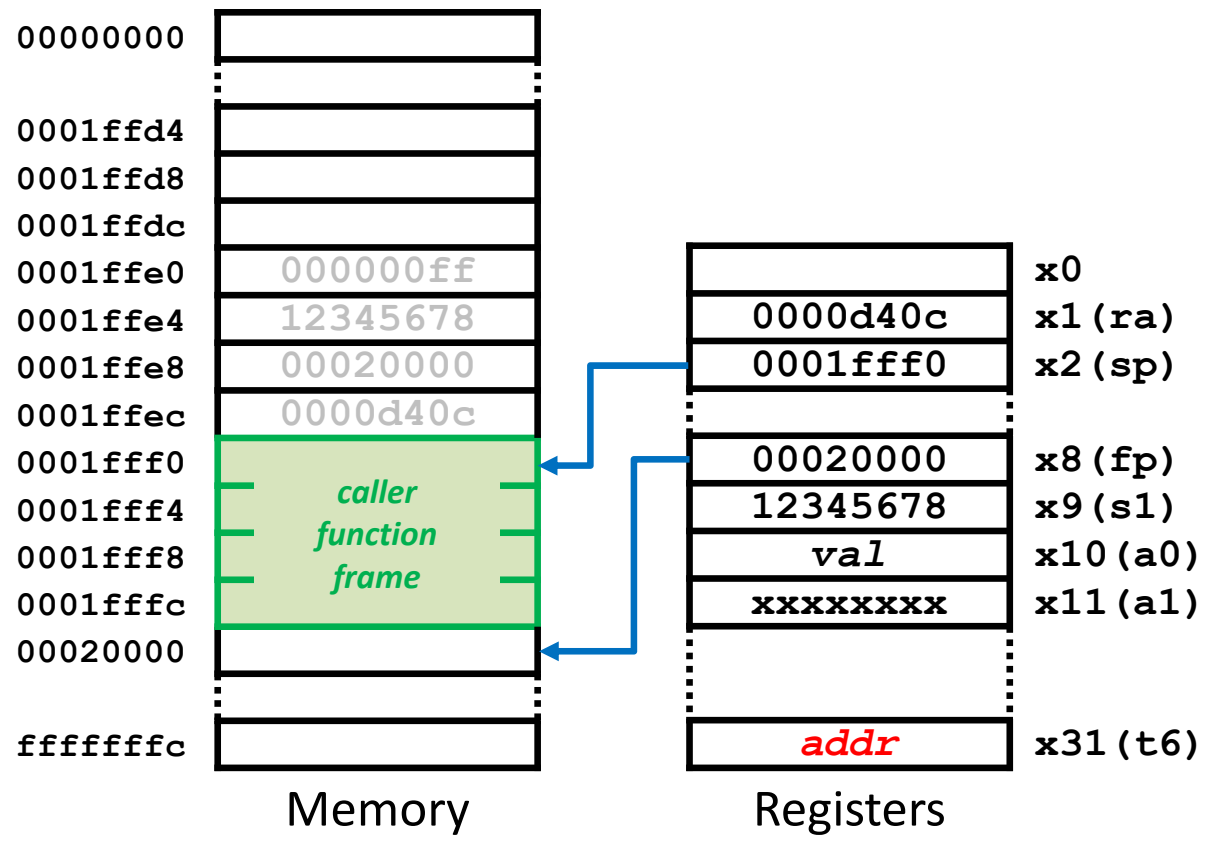 00000000
0001ffd4
0001ffd8
0001ffdc
0001ffe0 000000ff x0
0001ffe4 12345678 0000d40c x1(ra)
0001ffe8 00020000 0001fff0 x2(sp)
0001ffec 0000d40c
0001fff0 00020000 x8(fp)
0001fff4 caller 12345678 x9(s1)
function
0001fff8 val x10(a0)
frame
0001fffc xxxxxxxx x11(a1)
00020000
fffffffc addr x31(t6)
Memory Registers